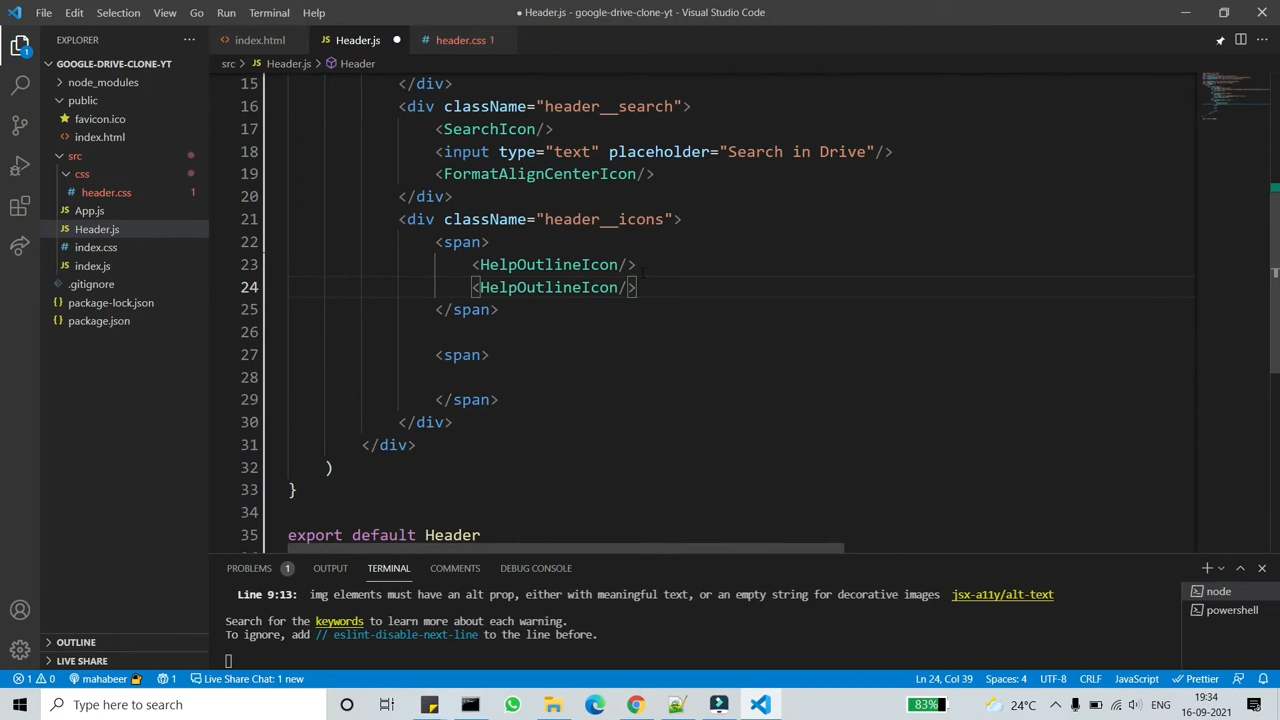 File Edit Selection View Go Run Terminal Help
● Header.js - google-drive-clone-yt - Visual Studio Code
EXPLORER
GOOGLE-DRIVE-CLONE-YT
node_modules
public
favicon.ico
index.html
src
css
header.css 1
App.js
Header.js
index.css
index.js
.gitignore
package-lock.json
package.json
OUTLINE
LIVE SHARE
index.html Header.js header.css 1
src > Header.js > Header
15 </div>
16 <div className="header__search">
17 <SearchIcon/>
18 <input type="text" placeholder="Search in Drive"/>
19 <FormatAlignCenterIcon/>
20 </div>
21 <div className="header__icons">
22 <span>
23 <HelpOutlineIcon/>
24 <HelpOutlineIcon/>
25 </span>
26
27 <span>
28
29 </span>
30 </div>
31 </div>
32 )
33 }
34
35 export default Header
PROBLEMS 1 OUTPUT TERMINAL COMMENTS DEBUG CONSOLE
Line 9:13: img elements must have an alt prop, either with meaningful text, or an empty string for decorative images jsx-a11y/alt-text
Search for the keywords to learn more about each warning.
To ignore, add // eslint-disable-next-line to the line before.
node
powershell
1 0 mahabeer 1 Live Share Chat: 1 new
Ln 24, Col 39 Spaces: 4 UTF-8 CRLF JavaScript Prettier
Type here to search
83%
24°C
ENG
19:34
16-09-2021